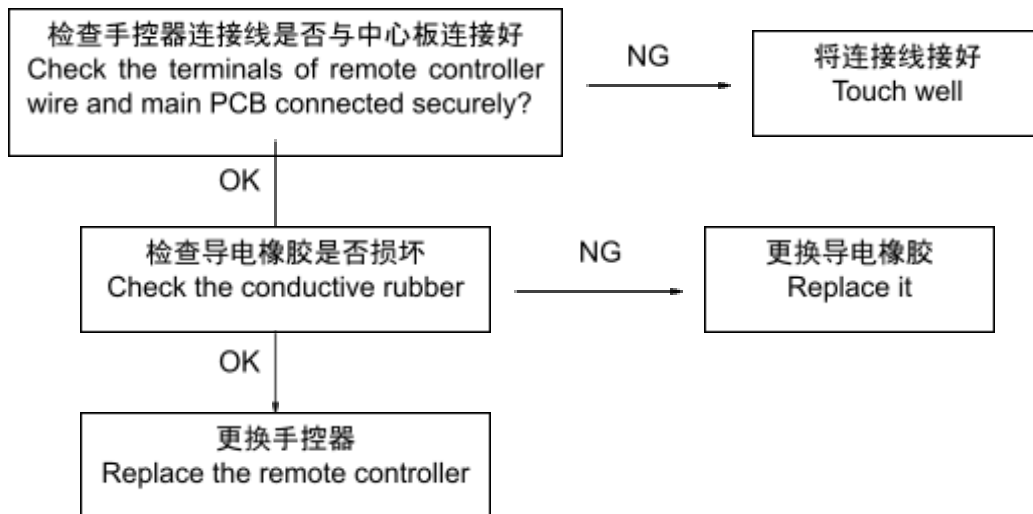 检查手控器连接线是否与中心板连接好
Check the terminals of remote controller
wire and main PCB connected securely?
NG
将连接线接好
Touch well
OK
检查导电橡胶是否损坏
Check the conductive rubber
NG
更换导电橡胶
Replace it
OK
更换手控器
Replace the remote controller